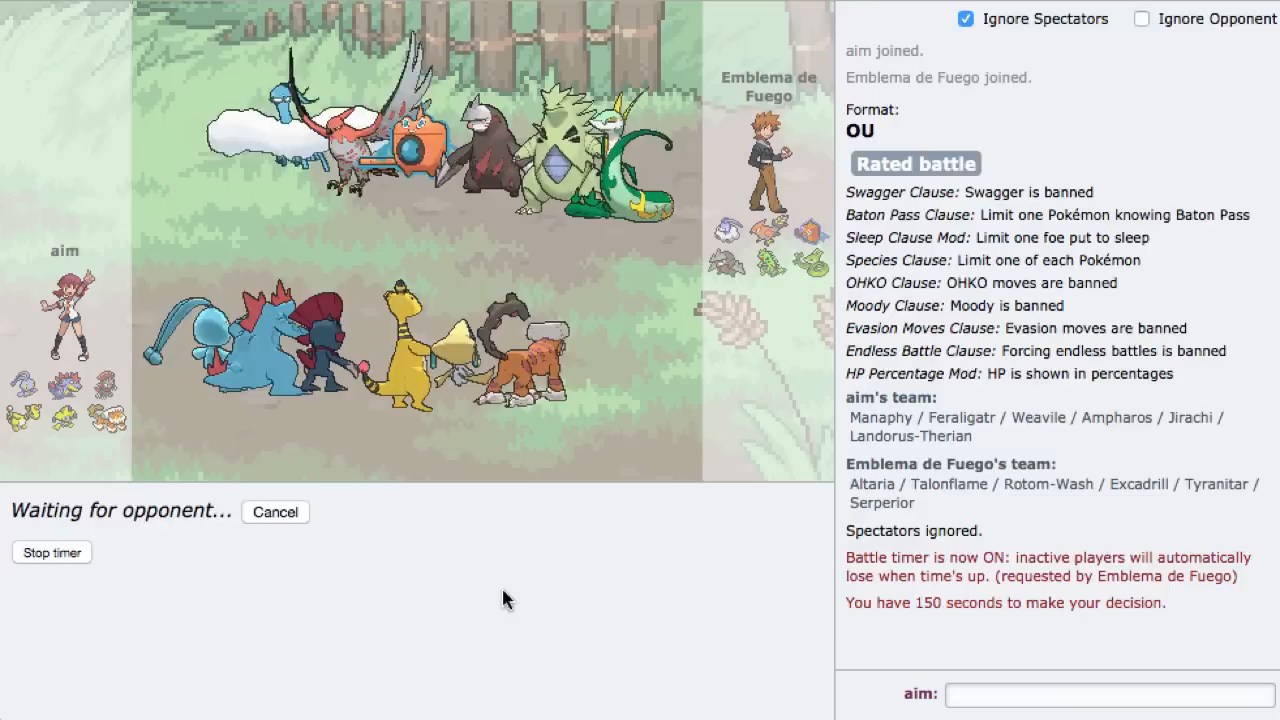 Ignore Spectators Ignore Opponent
aim joined.
Emblema de Fuego joined.
Format:
OU
Rated battle
Swagger Clause: Swagger is banned
Baton Pass Clause: Limit one Pokémon knowing Baton Pass
Sleep Clause Mod: Limit one foe put to sleep
Species Clause: Limit one of each Pokémon
OHKO Clause: OHKO moves are banned
Moody Clause: Moody is banned
Evasion Moves Clause: Evasion moves are banned
Endless Battle Clause: Forcing endless battles is banned
HP Percentage Mod: HP is shown in percentages
aim's team:
Manaphy / Feraligatr / Weavile / Ampharos / Jirachi /
Landorus-Therian
Emblema de Fuego's team:
Altaria / Talonflame / Rotom-Wash / Excadrill / Tyranitar /
Serperior
Spectators ignored.
Battle timer is now ON: inactive players will automatically
lose when time's up. (requested by Emblema de Fuego)
You have 150 seconds to make your decision.
aim:
Emblema de
Fuego
aim
Waiting for opponent... Cancel
Stop timer